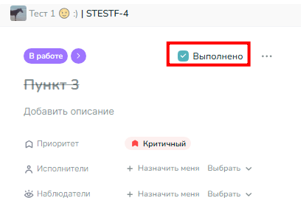 Тест 1 🙂 :) | STESTF-4
В работе > Выполнено ...
Пункт 3
Добавить описание
Приоритет Критичный
Исполнители + Назначить меня Выбрать
Наблюдатели + Назначить меня Выбрать